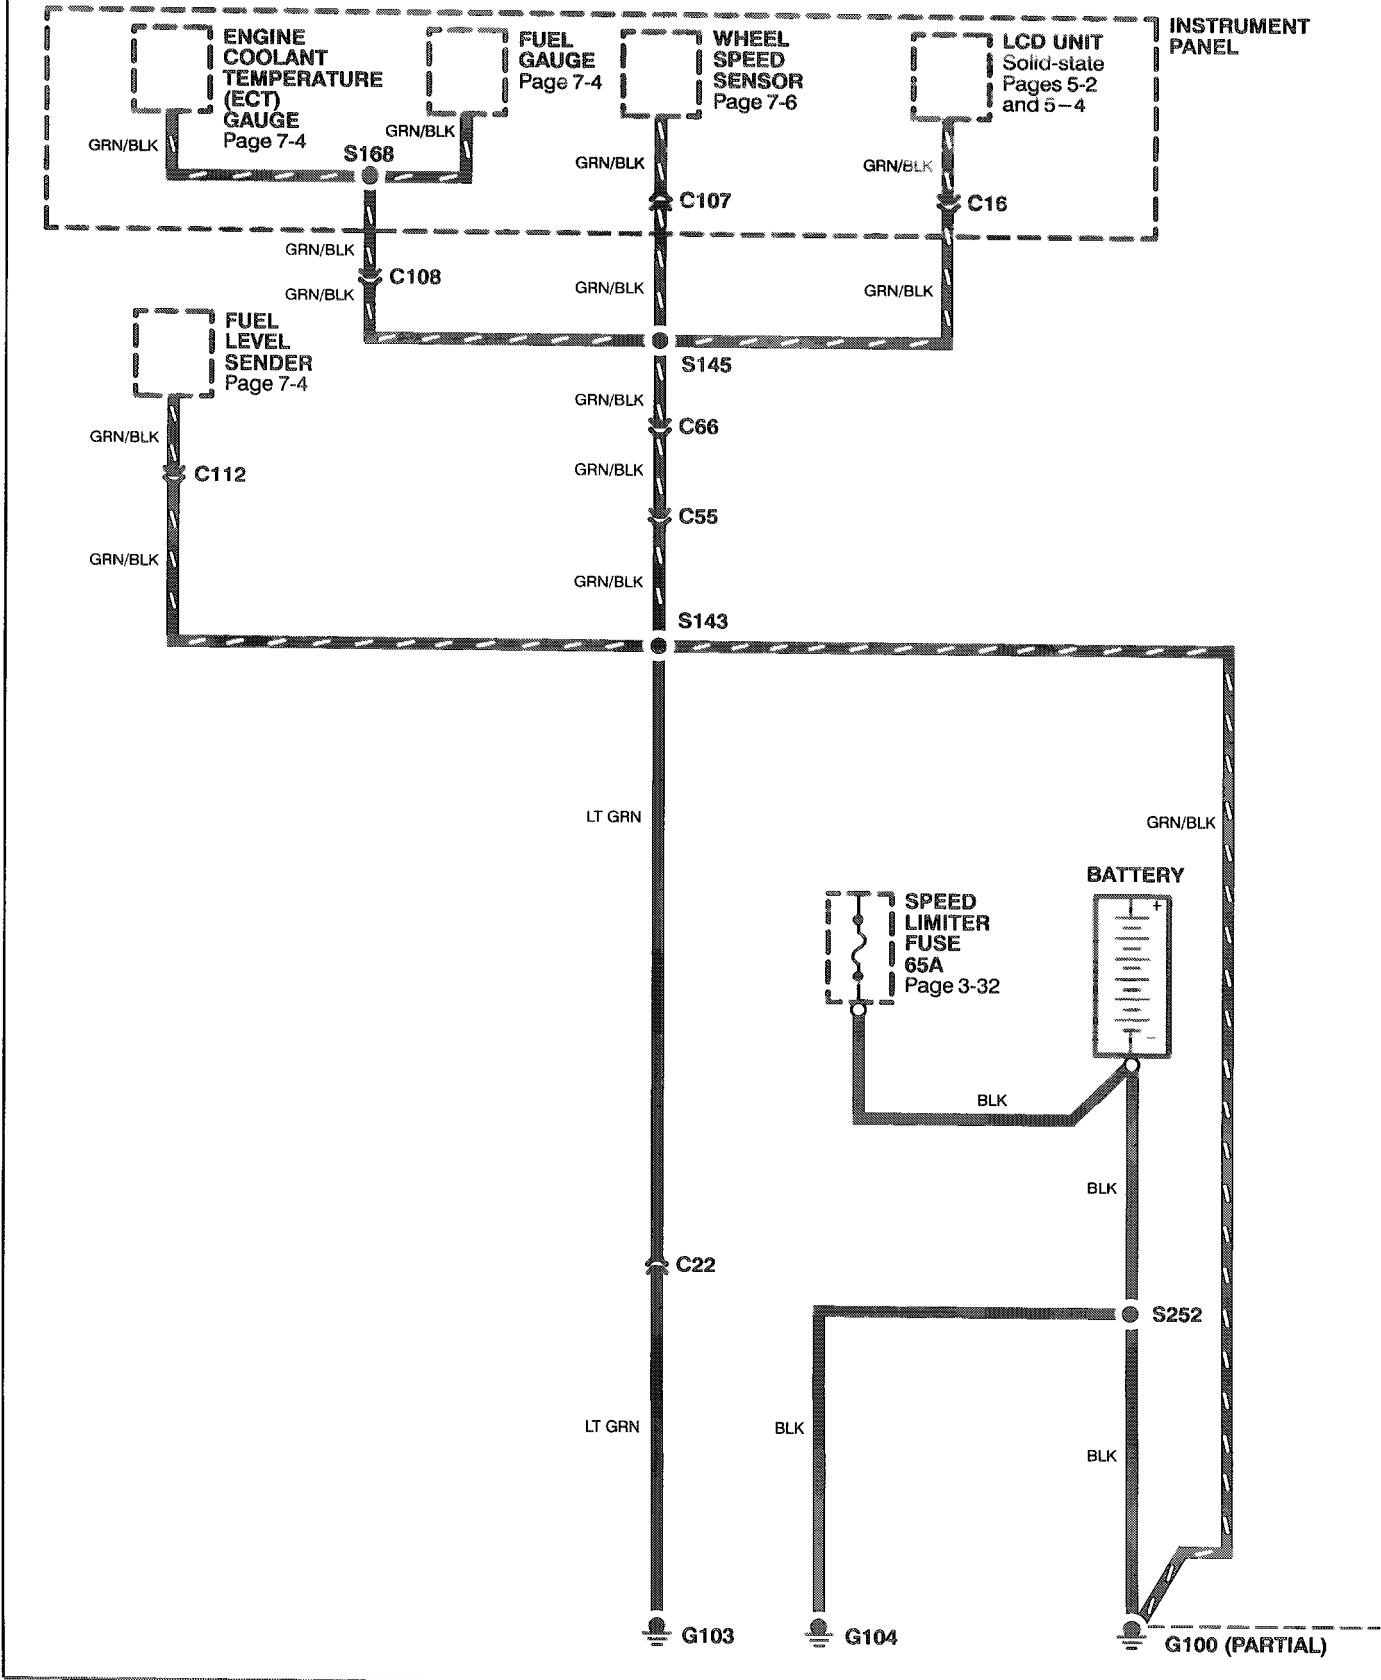 INSTRUMENT
PANEL
ENGINE
COOLANT
TEMPERATURE
(ECT)
GAUGE
Page 7-4
FUEL
GAUGE
Page 7-4
WHEEL
SPEED
SENSOR
Page 7-6
LCD UNIT
Solid-state
Pages 5-2
and 5-4
GRN/BLK
GRN/BLK
S168
GRN/BLK
C107
GRN/BLK
C16
GRN/BLK
C108
GRN/BLK
GRN/BLK
GRN/BLK
FUEL
LEVEL
SENDER
Page 7-4
S145
GRN/BLK
C66
GRN/BLK
C112
GRN/BLK
C55
GRN/BLK
GRN/BLK
S143
LT GRN
GRN/BLK
BATTERY
+
−
SPEED
LIMITER
FUSE
65A
Page 3-32
BLK
BLK
C22
S252
LT GRN
BLK
BLK
G103
G104
G100 (PARTIAL)